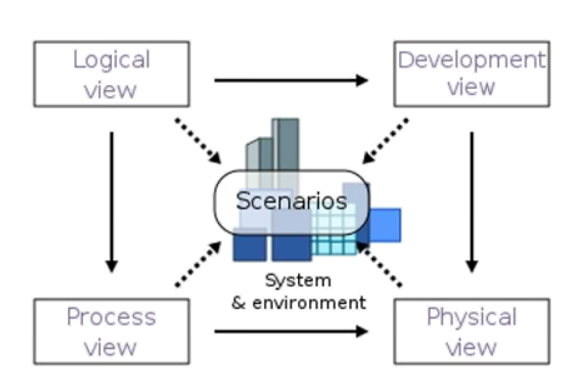 Logical
view
Development
view
Scenarios
System
& environment
Process
view
Physical
view